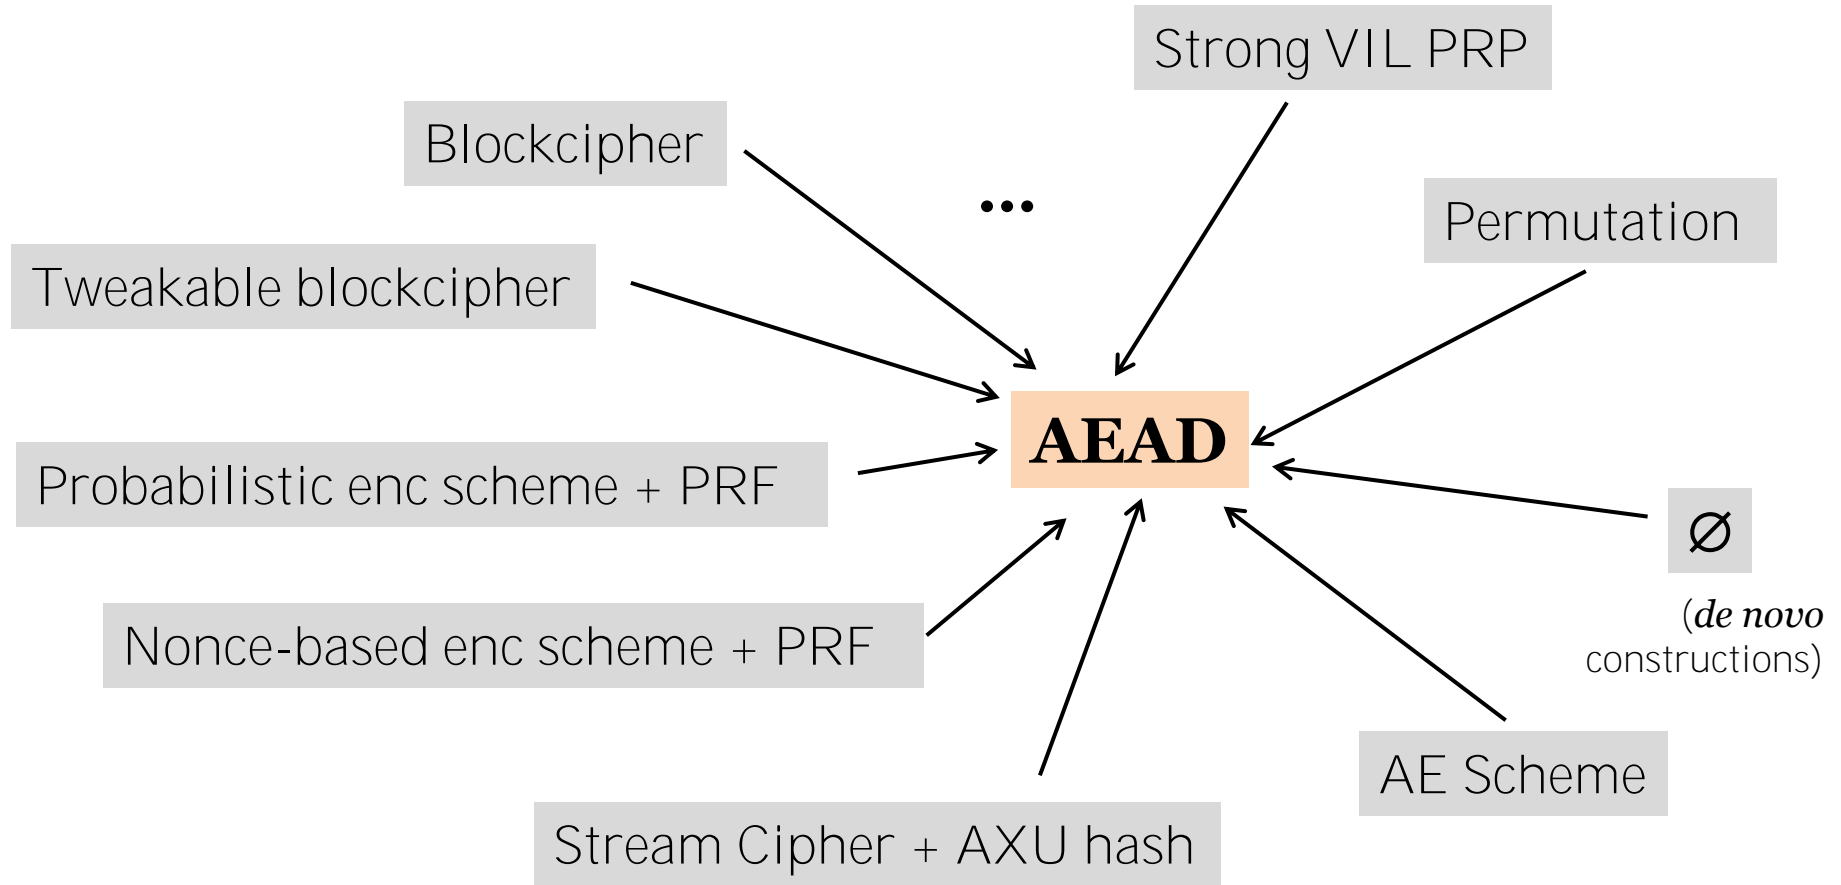 Strong VIL PRP
Blockcipher
...
Permutation
Tweakable blockcipher
AEAD
Probabilistic enc scheme + PRF
∅
(de novo
constructions)
Nonce-based enc scheme + PRF
AE Scheme
Stream Cipher + AXU hash